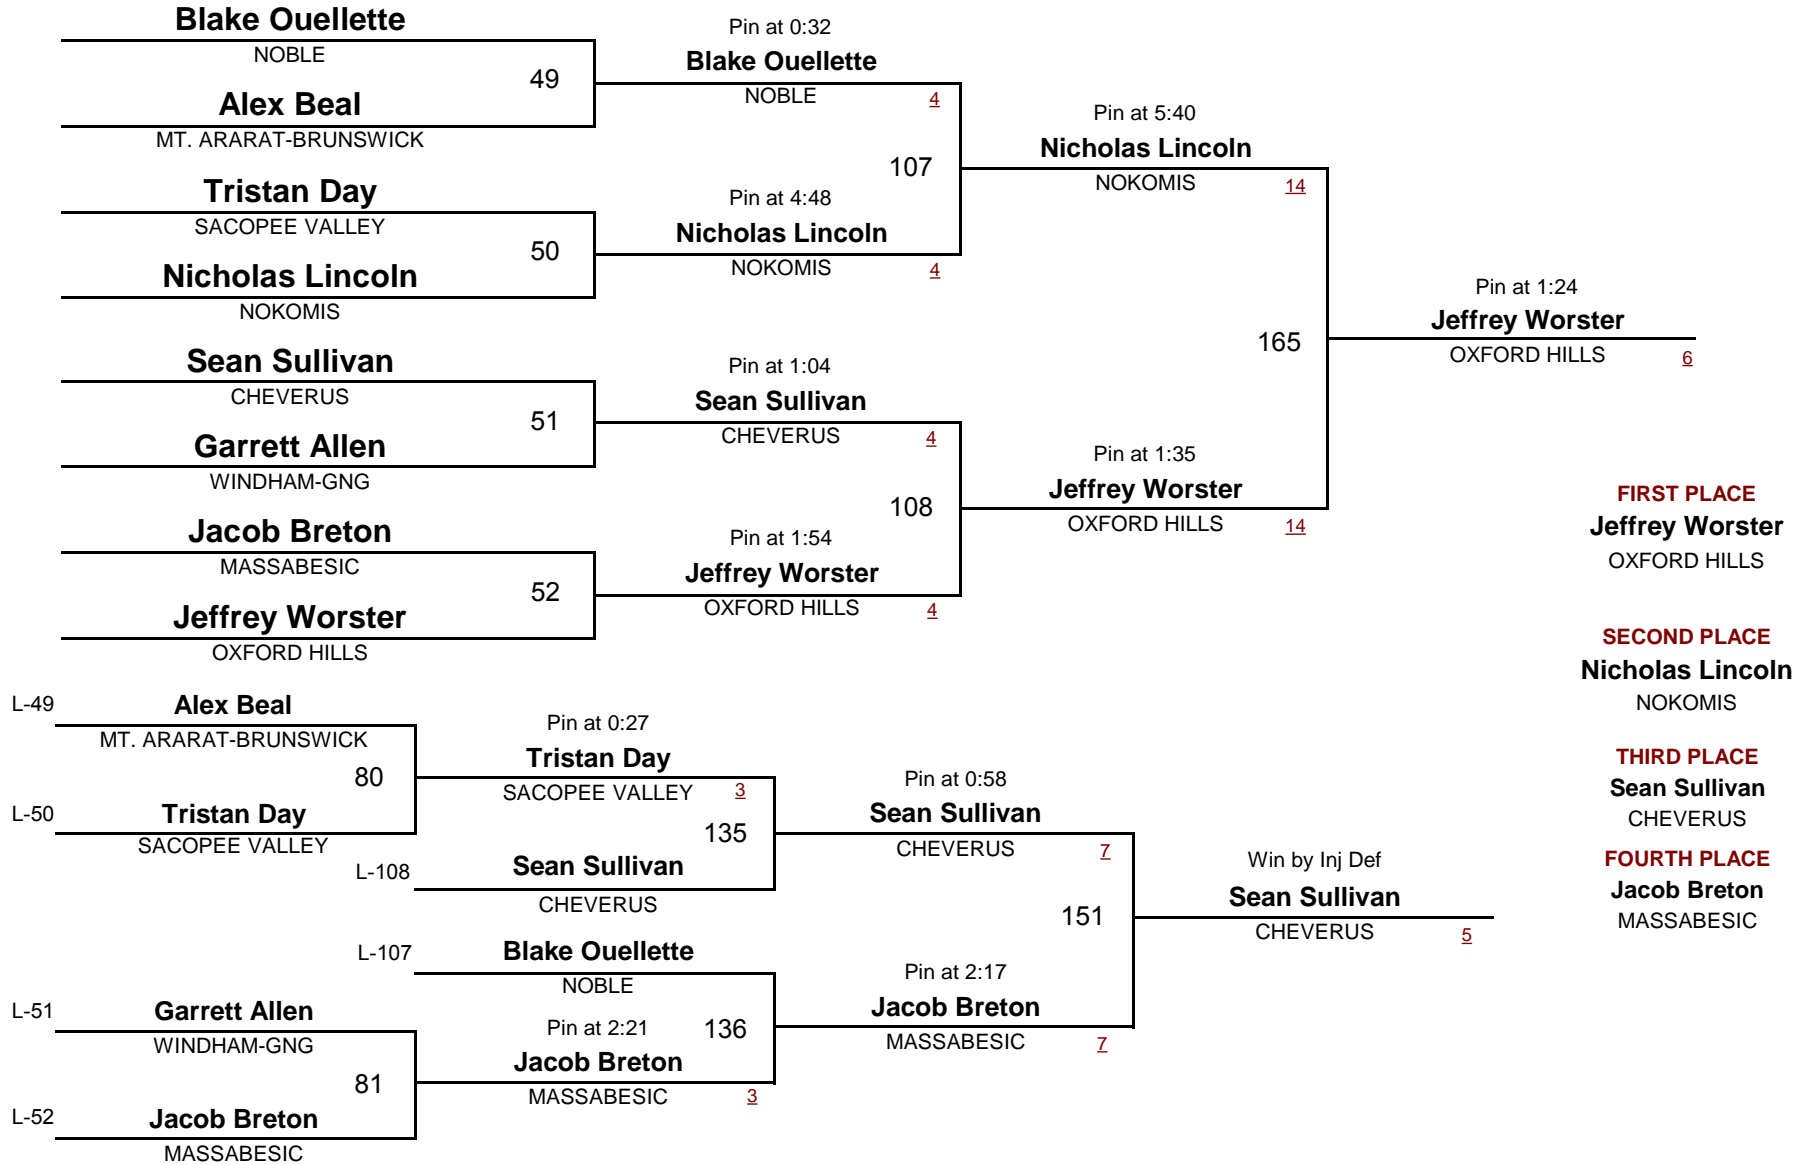 Blake Ouellette
NOBLE
49
Alex Beal
MT. ARARAT-BRUNSWICK
Tristan Day
SACOPEE VALLEY
50
Nicholas Lincoln
NOKOMIS
Sean Sullivan
CHEVERUS
51
Garrett Allen
WINDHAM-GNG
Jacob Breton
MASSABESIC
52
Jeffrey Worster
OXFORD HILLS
Pin at 0:32
Blake Ouellette
NOBLE 4
107
Pin at 4:48
Nicholas Lincoln
NOKOMIS 4
Pin at 1:04
Sean Sullivan
CHEVERUS 4
108
Pin at 1:54
Jeffrey Worster
OXFORD HILLS 4
Pin at 5:40
Nicholas Lincoln
NOKOMIS 14
165
Pin at 1:35
Jeffrey Worster
OXFORD HILLS 14
Pin at 1:24
Jeffrey Worster
OXFORD HILLS 6
FIRST PLACE
Jeffrey Worster
OXFORD HILLS
SECOND PLACE
Nicholas Lincoln
NOKOMIS
THIRD PLACE
Sean Sullivan
CHEVERUS
FOURTH PLACE
Jacob Breton
MASSABESIC
L-49 Alex Beal
MT. ARARAT-BRUNSWICK
80
L-50 Tristan Day
SACOPEE VALLEY
Pin at 0:27
Tristan Day
SACOPEE VALLEY 3
135
L-108 Sean Sullivan
CHEVERUS
L-107 Blake Ouellette
NOBLE
136
L-51 Garrett Allen
WINDHAM-GNG
81
L-52 Jacob Breton
MASSABESIC
Pin at 2:21
Jacob Breton
MASSABESIC 3
Pin at 0:58
Sean Sullivan
CHEVERUS 7
151
Pin at 2:17
Jacob Breton
MASSABESIC 7
Win by Inj Def
Sean Sullivan
CHEVERUS 5